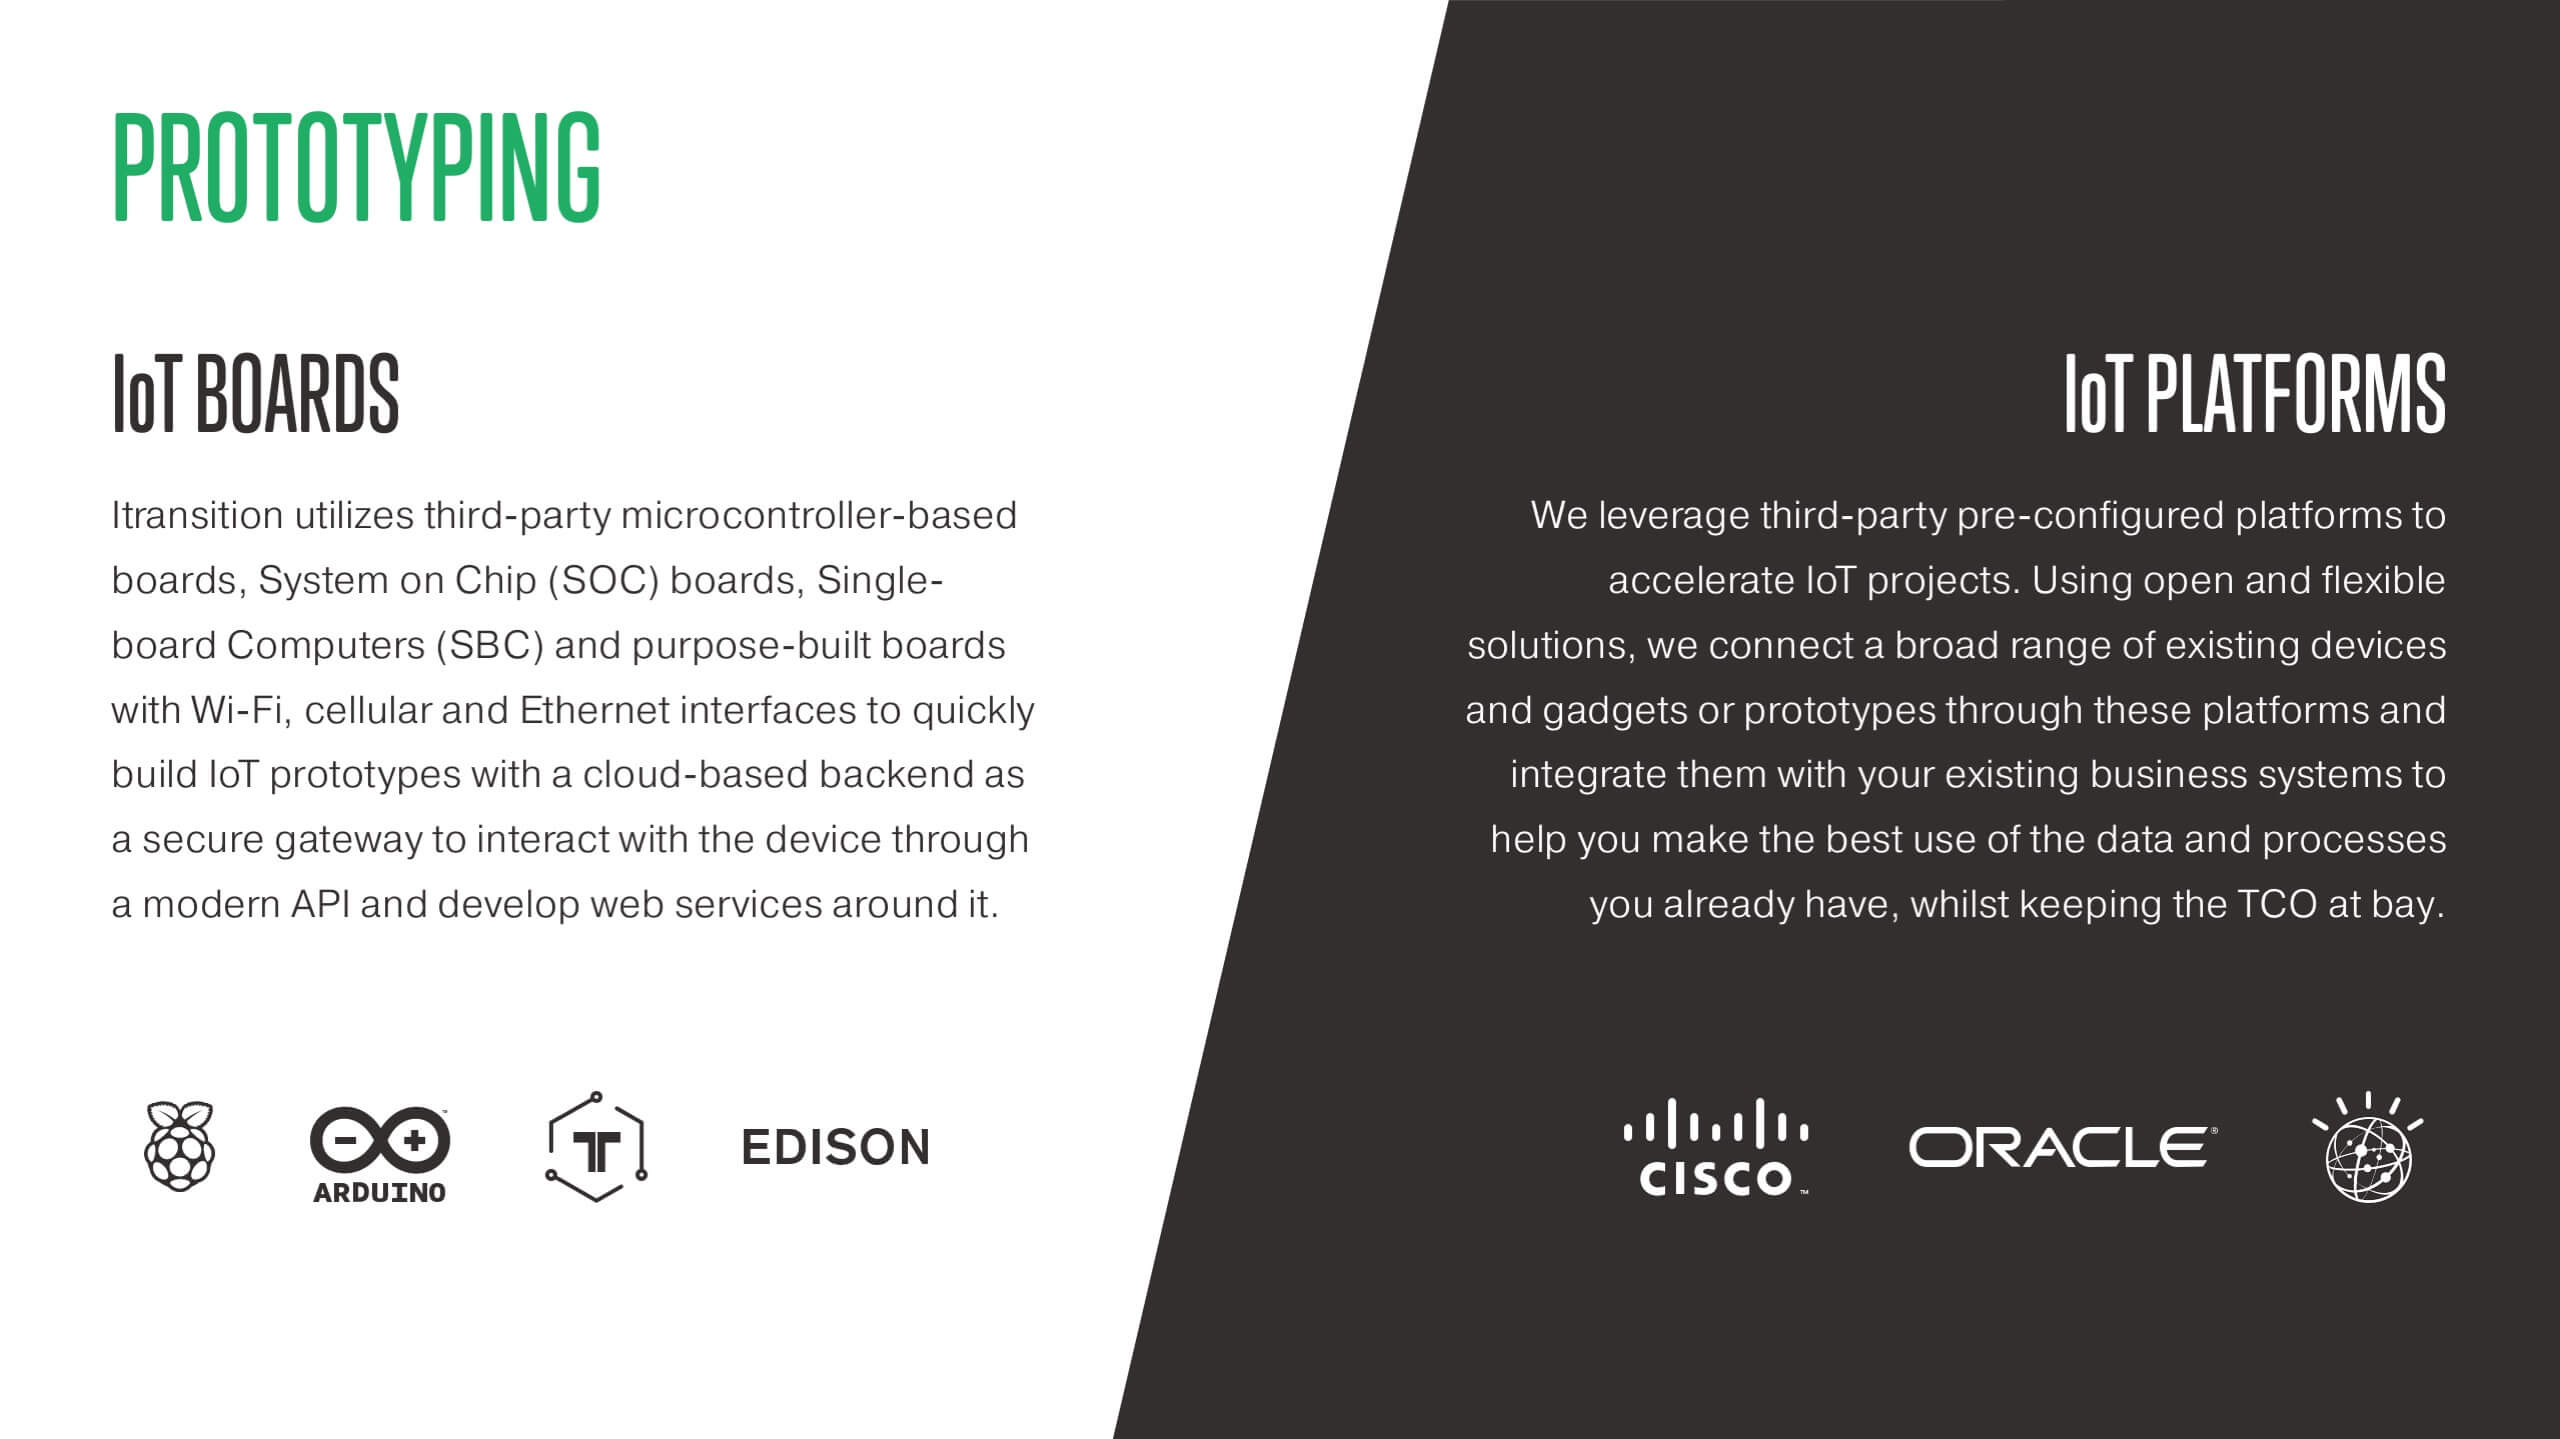 PROTOTYPING
IoT BOARDS
Itransition utilizes third-party microcontroller-based
boards, System on Chip (SOC) boards, Single-
board Computers (SBC) and purpose-built boards
with Wi-Fi, cellular and Ethernet interfaces to quickly
build IoT prototypes with a cloud-based backend as
a secure gateway to interact with the device through
a modern API and develop web services around it.
ARDUINO™
T
EDISON
IoT PLATFORMS
We leverage third-party pre-configured platforms to
accelerate IoT projects. Using open and flexible
solutions, we connect a broad range of existing devices
and gadgets or prototypes through these platforms and
integrate them with your existing business systems to
help you make the best use of the data and processes
you already have, whilst keeping the TCO at bay.
CISCO™
ORACLE®